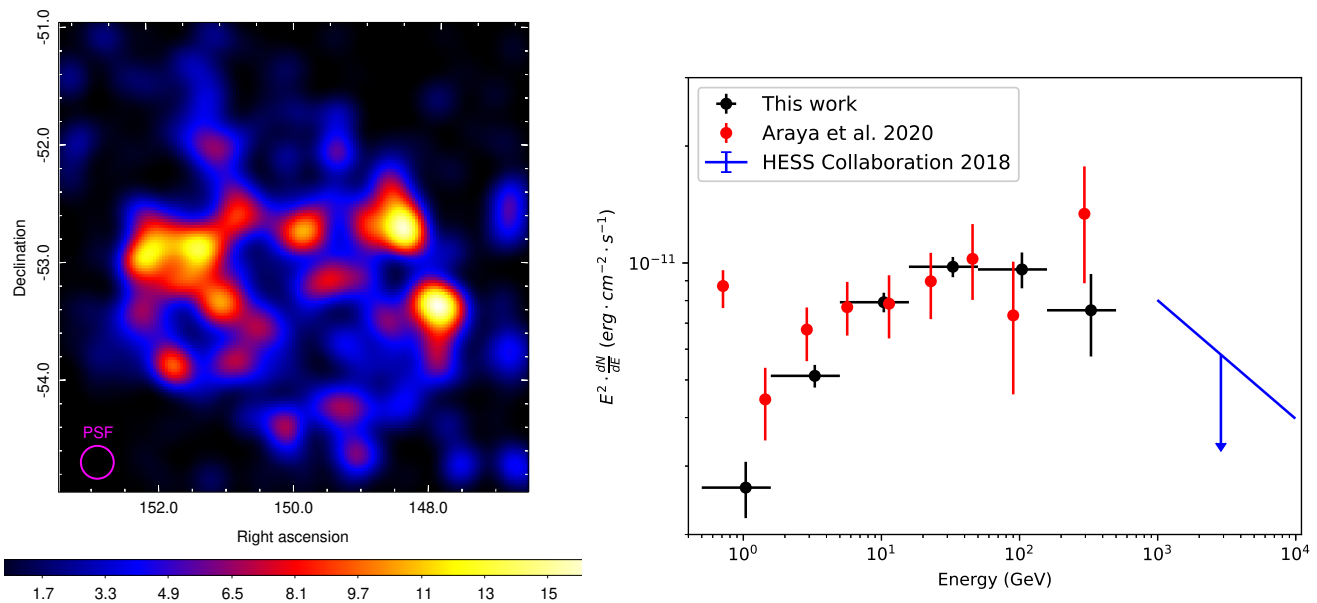 -51.0
-52.0
-53.0
-54.0
Declination
PSF
152.0 150.0 148.0
Right ascension
1.7 3.3 4.9 6.5 8.1 9.7 11 13 15
This work
Araya et al. 2020
HESS Collaboration 2018
10⁻¹¹
E² · dN/dE (erg · cm⁻² · s⁻¹)
10⁰ 10¹ 10² 10³ 10⁴
Energy (GeV)